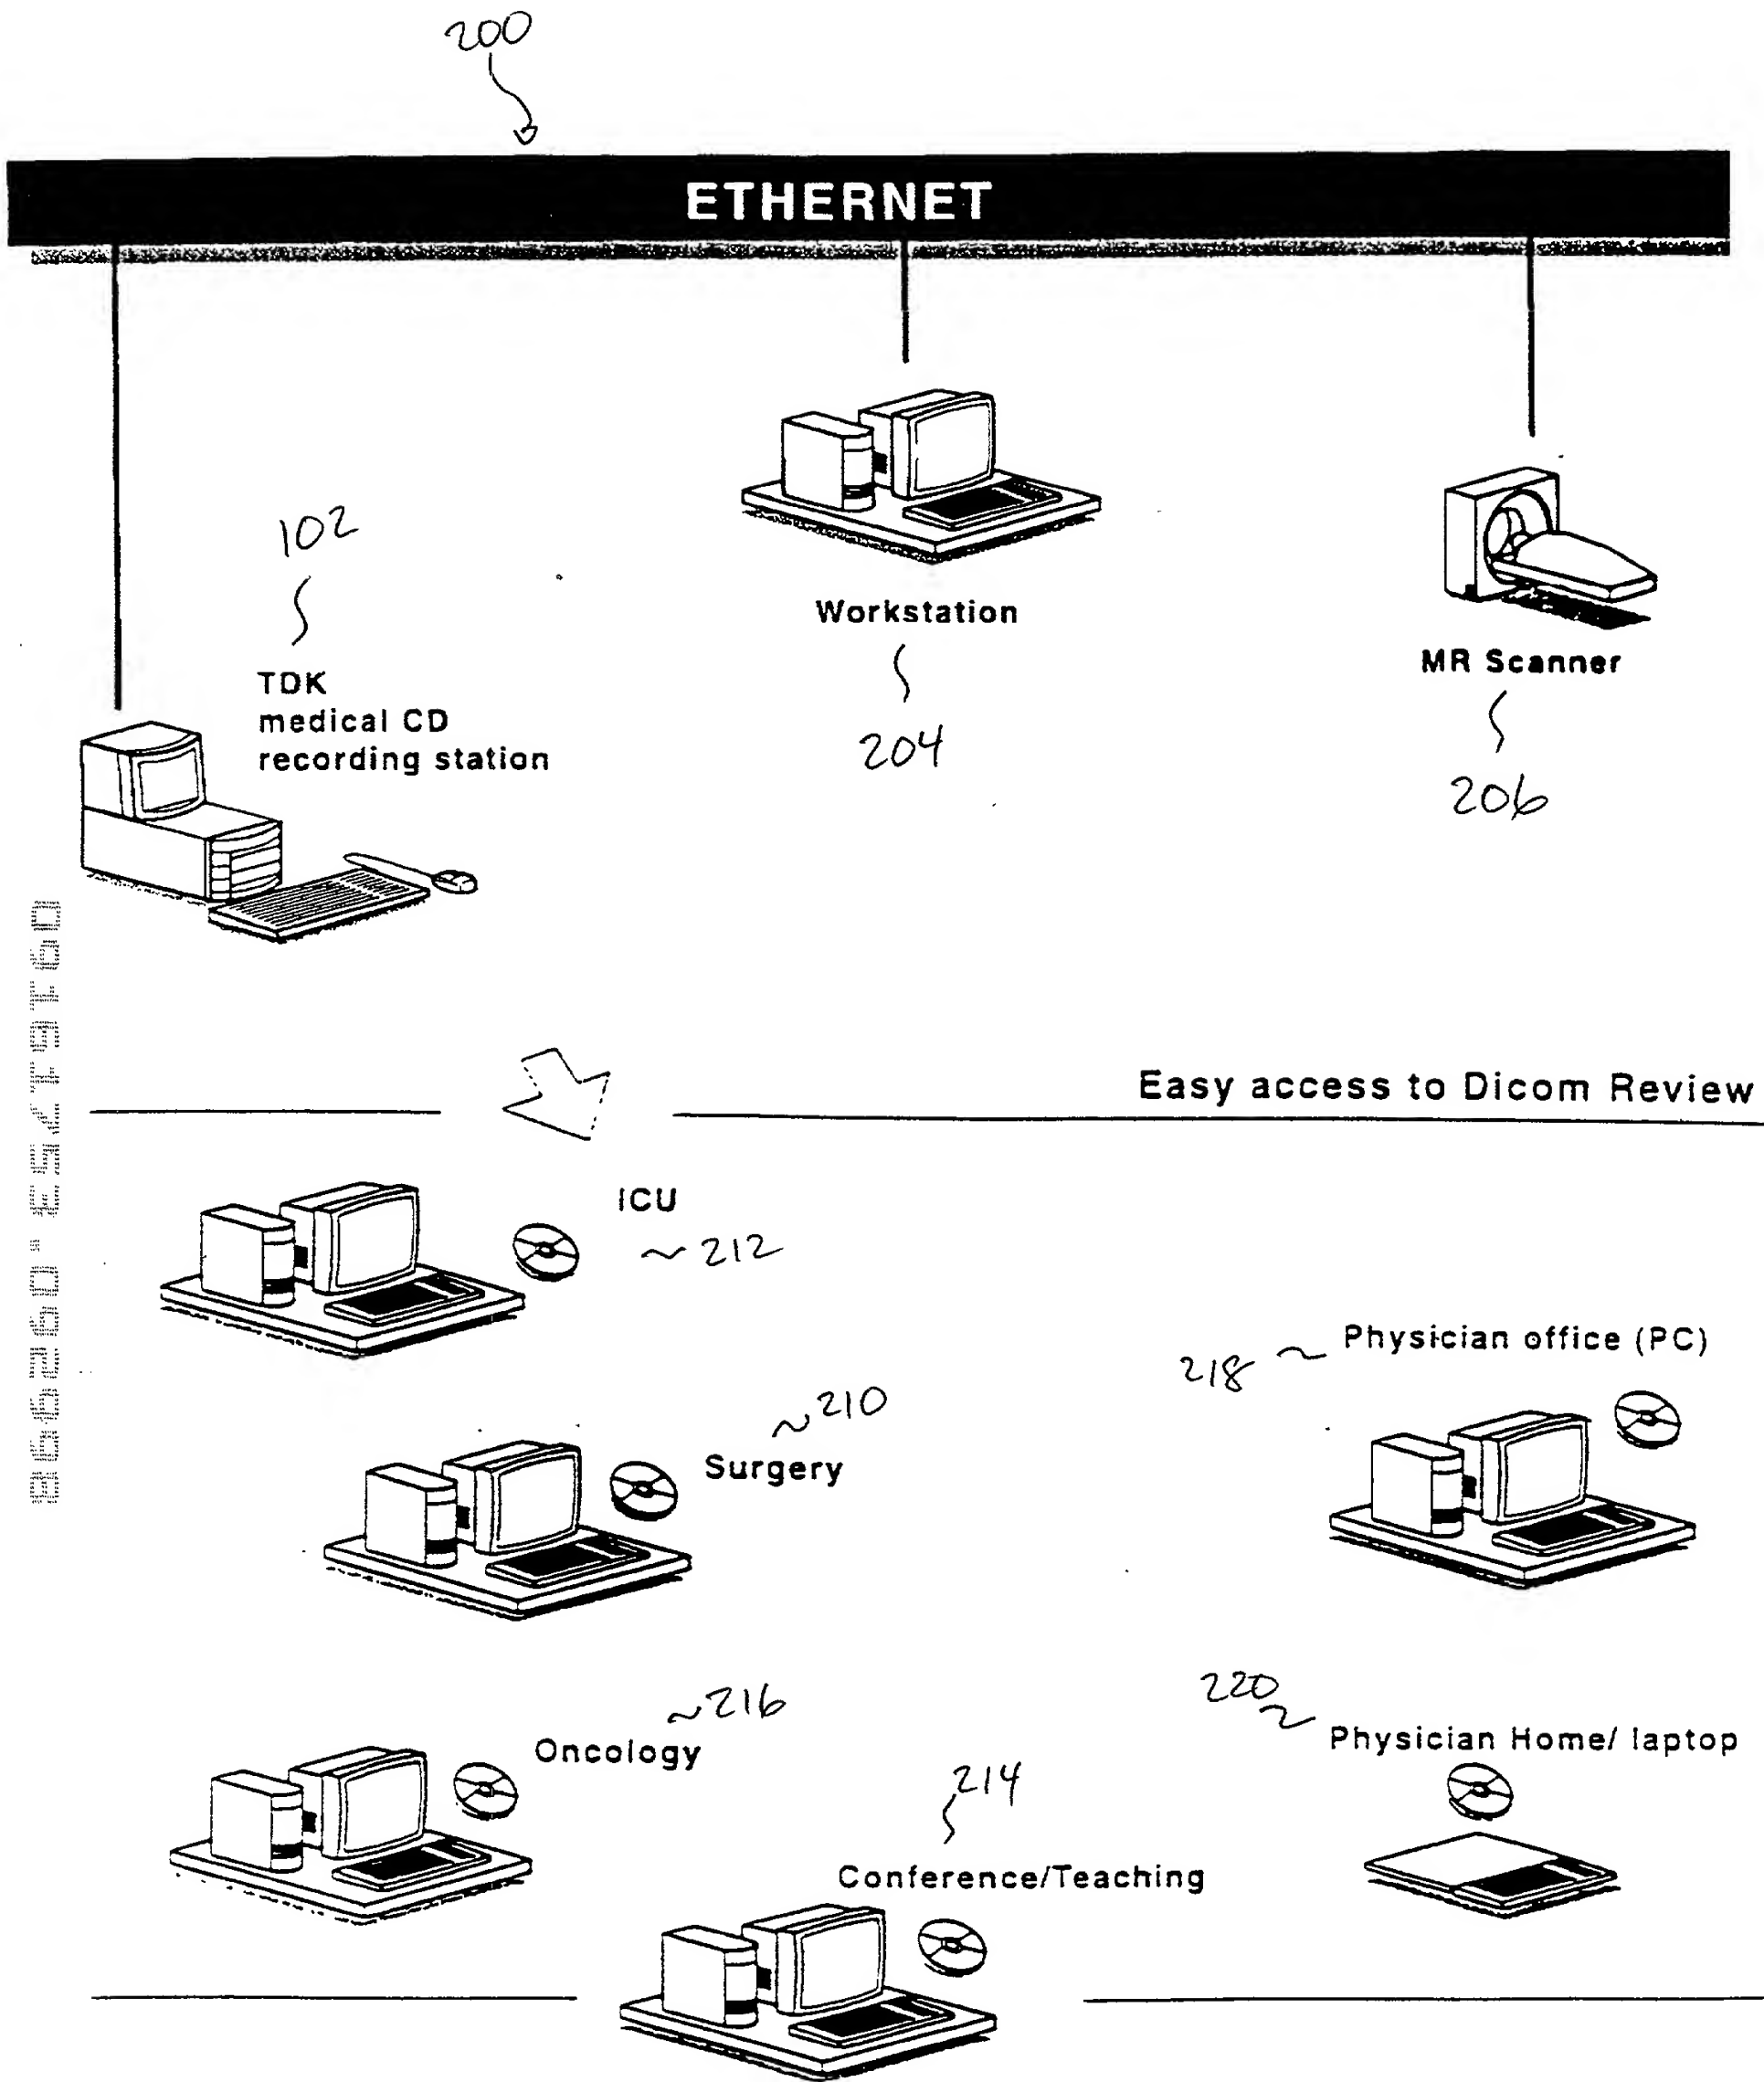 200
ETHERNET
102
TDK
medical CD
recording station
Workstation
204
MR Scanner
206
Easy access to Dicom Review
ICU
212
218
Physician office (PC)
210
Surgery
216
Oncology
220
Physician Home/ laptop
214
Conference/Teaching